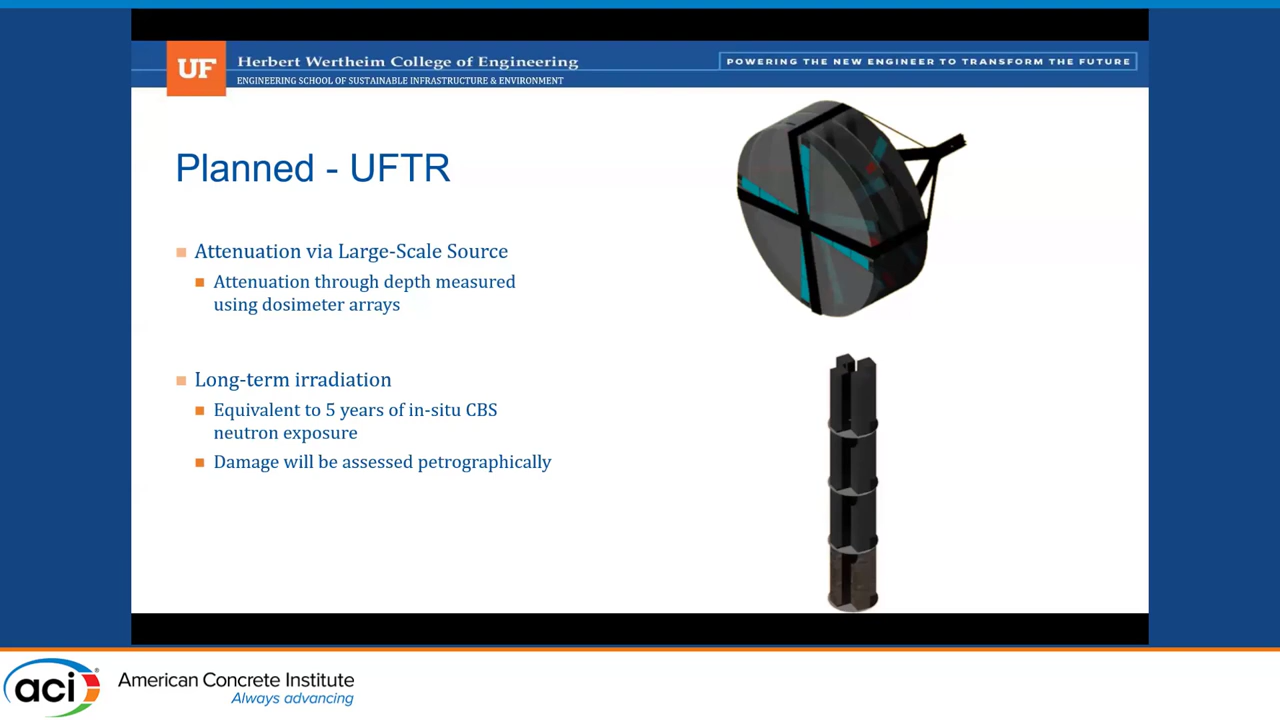 UF
Herbert Wertheim College of Engineering
ENGINEERING SCHOOL OF SUSTAINABLE INFRASTRUCTURE & ENVIRONMENT
POWERING THE NEW ENGINEER TO TRANSFORM THE FUTURE
Planned - UFTR
Attenuation via Large-Scale Source
Attenuation through depth measured
using dosimeter arrays
Long-term irradiation
Equivalent to 5 years of in-situ CBS
neutron exposure
Damage will be assessed petrographically
aci®
American Concrete Institute
Always advancing